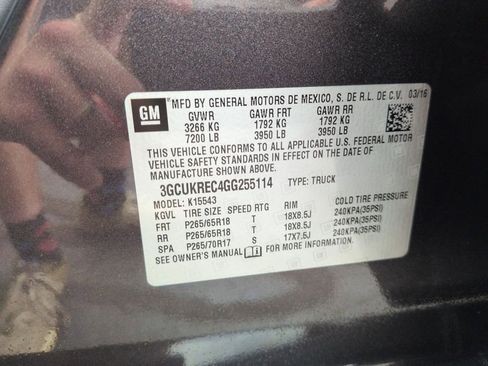 GM MFD BY GENERAL MOTORS DE MEXICO, S. DE R.L. DE C.V. 03/16
GVWR GAWR FRT GAWR RR
3266 KG 1792 KG 1792 KG
7200 LB 3950 LB 3950 LB
THIS VEHICLE CONFORMS TO ALL APPLICABLE U.S. FEDERAL MOTOR
VEHICLE SAFETY STANDARDS IN EFFECT ON THE DATE OF
MANUFACTURE SHOWN ABOVE.
3GCUKREC4GG255114 TYPE: TRUCK
MODEL: K15543
KGVL TIRE SIZE SPEED RTG RIM COLD TIRE PRESSURE
FRT P265/65R18 T 18X8.5J 240KPA(35PSI)
RR P265/65R18 T 18X8.5J 240KPA(35PSI)
SPA P265/70R17 S 17X7.5J 240KPA(35PSI)
SEE OWNER'S MANUAL FOR MORE INFORMATION.